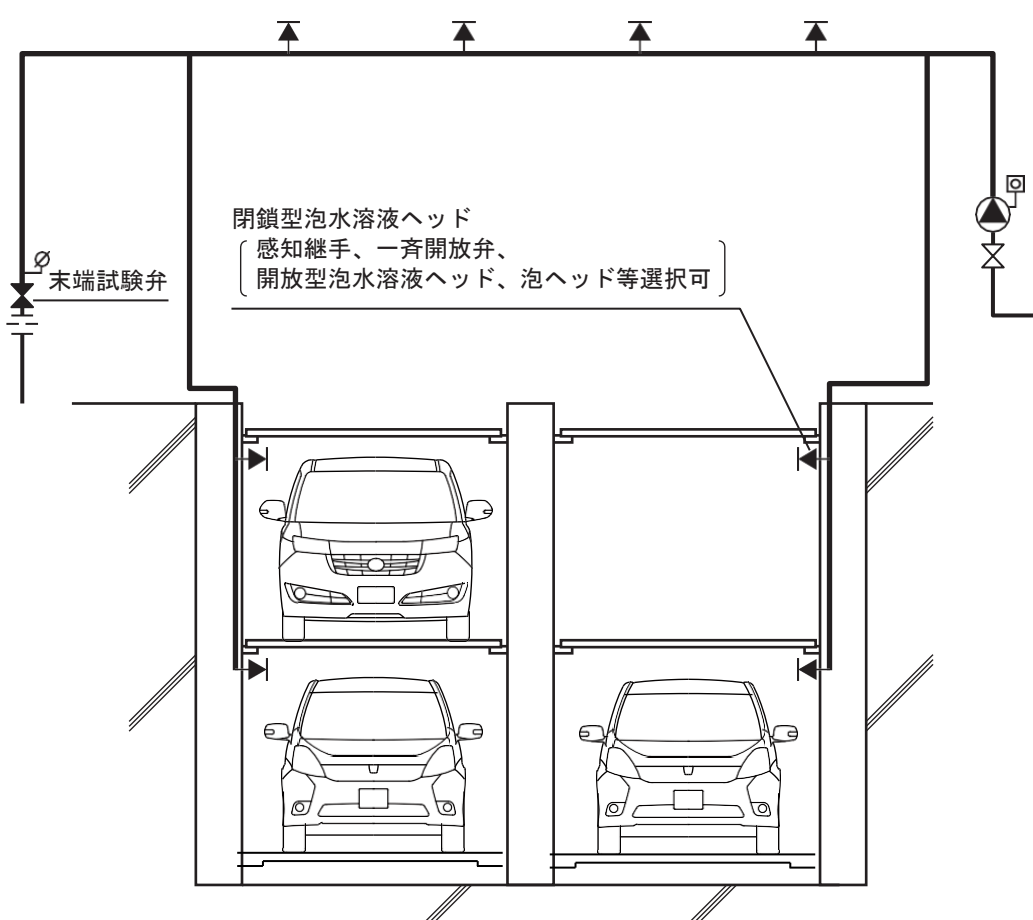 閉鎖型泡水溶液ヘッド
感知継手、一斉開放弁、
開放型泡水溶液ヘッド、泡ヘッド等選択可
末端試験弁